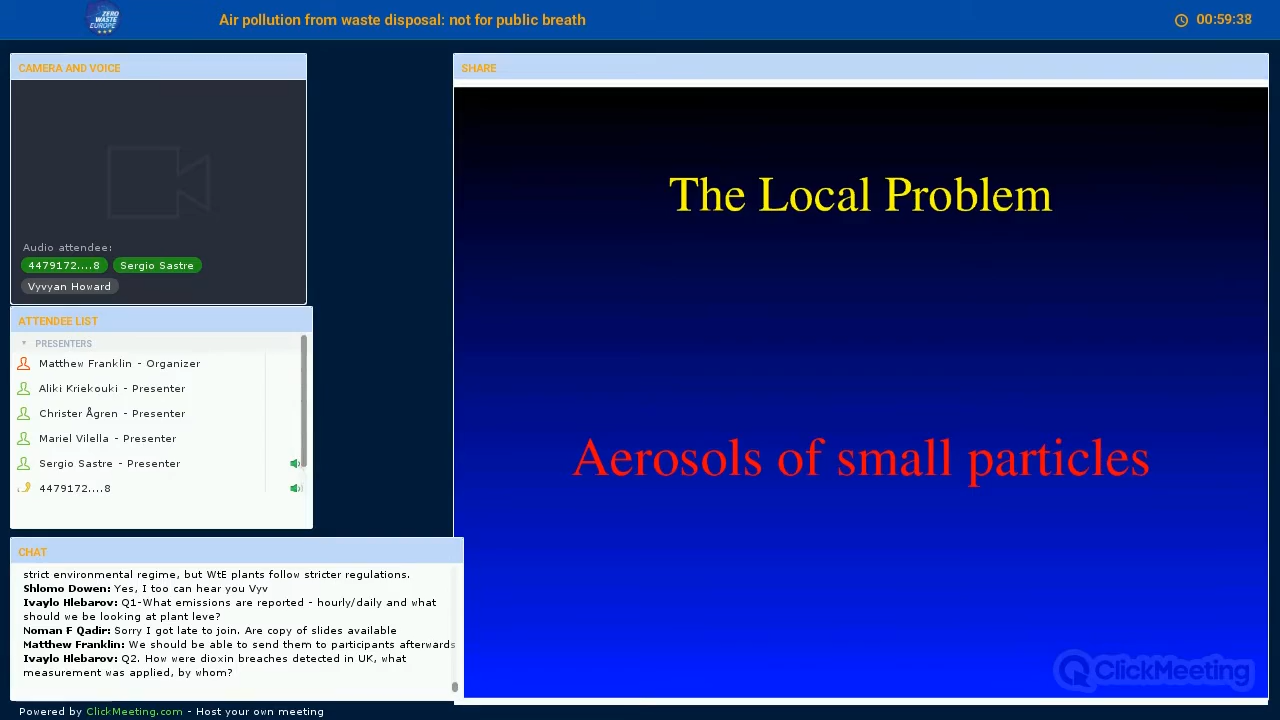 ZERO
WASTE
EUROPE
Air pollution from waste disposal: not for public breath
00:59:38
CAMERA AND VOICE
Audio attendee:
4479172....8
Sergio Sastre
Vyvyan Howard
ATTENDEE LIST
PRESENTERS
Matthew Franklin - Organizer
Aliki Kriekouki - Presenter
Christer Ågren - Presenter
Mariel Vilella - Presenter
Sergio Sastre - Presenter
4479172....8
CHAT
strict environmental regime, but WtE plants follow stricter regulations.
Shlomo Dowen: Yes, I too can hear you Vyv
Ivaylo Hlebarov: Q1-What emissions are reported - hourly/daily and what
should we be looking at plant leve?
Noman F Qadir: Sorry I got late to join. Are copy of slides available
Matthew Franklin: We should be able to send them to participants afterwards
Ivaylo Hlebarov: Q2. How were dioxin breaches detected in UK, what
measurement was applied, by whom?
Powered by ClickMeeting.com - Host your own meeting
SHARE
The Local Problem
Aerosols of small particles
ClickMeeting